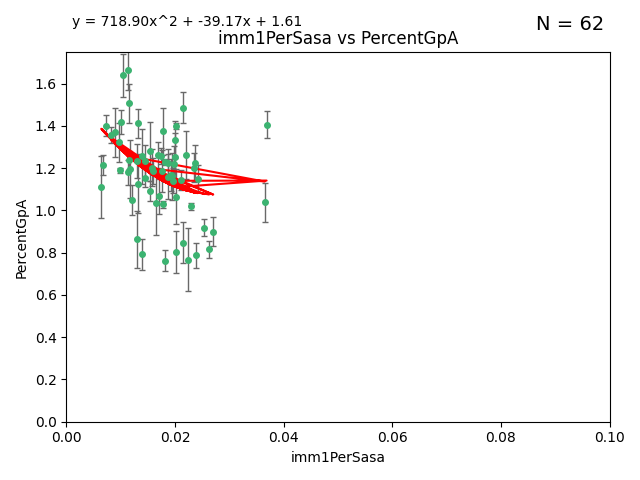 y = 718.90x^2 + -39.17x + 1.61
N = 62
imm1PerSasa vs PercentGpA
1.6
1.4
1.2
1.0
0.8
0.6
0.4
0.2
0.0
PercentGpA
0.00 0.02 0.04 0.06 0.08 0.10
imm1PerSasa